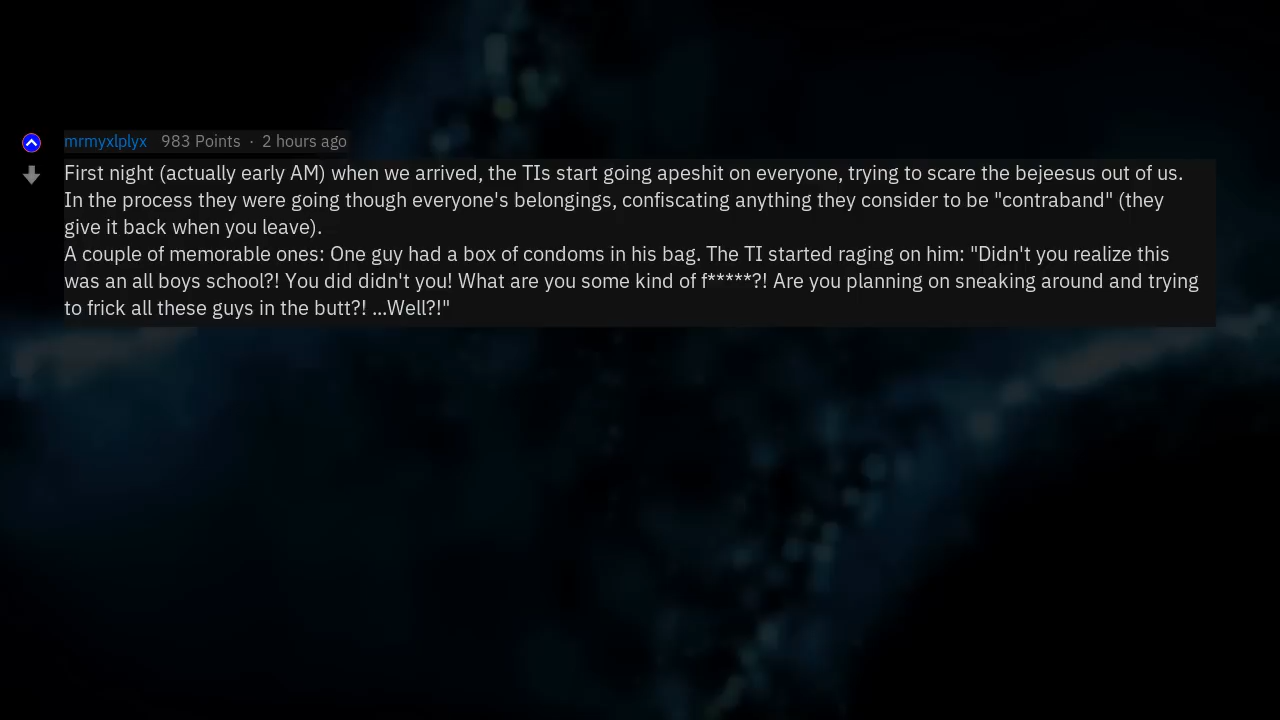 mrmyxlplyx 983 Points · 2 hours ago
First night (actually early AM) when we arrived, the TIs start going apeshit on everyone, trying to scare the bejeesus out of us.
In the process they were going though everyone's belongings, confiscating anything they consider to be "contraband" (they
give it back when you leave).
A couple of memorable ones: One guy had a box of condoms in his bag. The TI started raging on him: "Didn't you realize this
was an all boys school?! You did didn't you! What are you some kind of f*****?! Are you planning on sneaking around and trying
to frick all these guys in the butt?! ...Well?!"